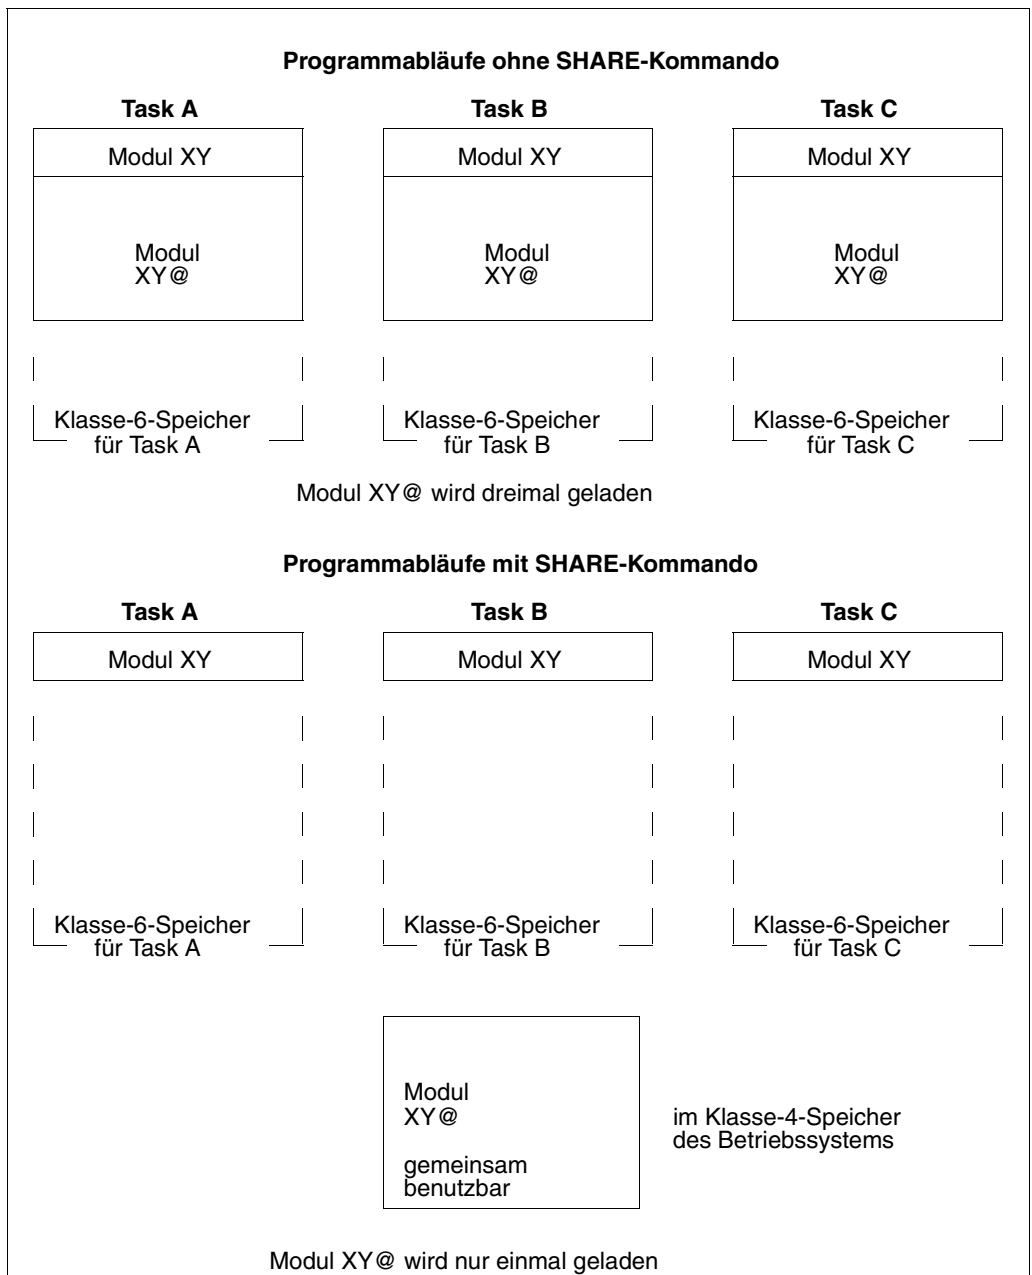 Programmabläufe ohne SHARE-Kommando
Task A Task B Task C
Modul XY Modul XY Modul XY
Modul Modul Modul
XY@ XY@ XY@
Klasse-6-Speicher Klasse-6-Speicher Klasse-6-Speicher
für Task A für Task B für Task C
Modul XY@ wird dreimal geladen
Programmabläufe mit SHARE-Kommando
Task A Task B Task C
Modul XY Modul XY Modul XY
Klasse-6-Speicher Klasse-6-Speicher Klasse-6-Speicher
für Task A für Task B für Task C
Modul
XY@
gemeinsam
benutzbar
im Klasse-4-Speicher
des Betriebssystems
Modul XY@ wird nur einmal geladen